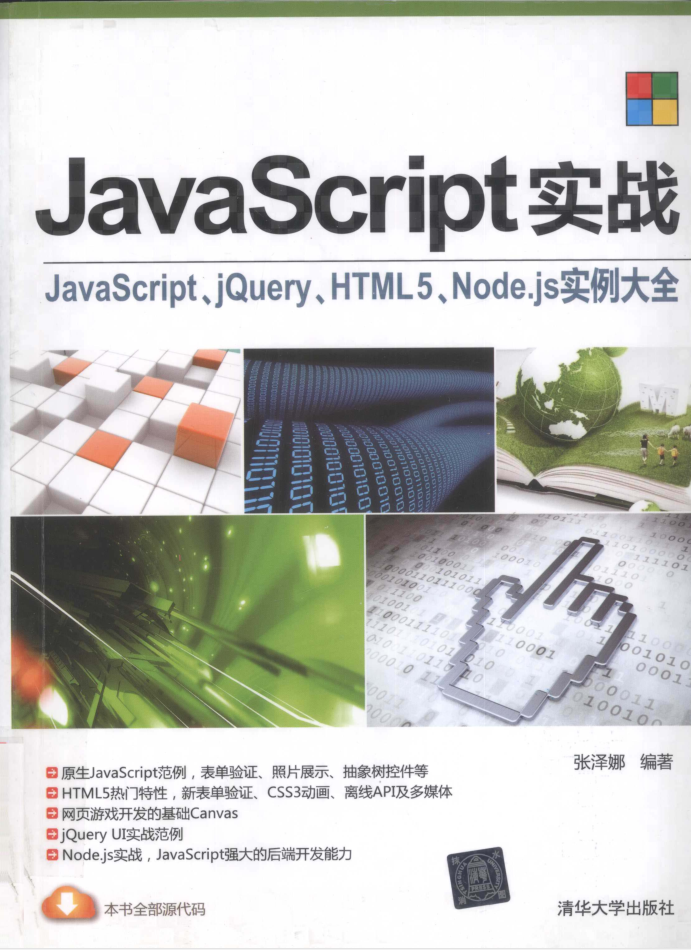 JavaScript实战
JavaScript、jQuery、HTML5、Node.js实例大全
张泽娜 编著
原生JavaScript范例，表单验证、照片展示、抽象树控件等
HTML5热门特性，新表单验证、CSS3动画、离线API及多媒体
网页游戏开发的基础Canvas
jQuery UI实战范例
Node.js实战，JavaScript强大的后端开发能力
本书全部源代码
清华大学出版社